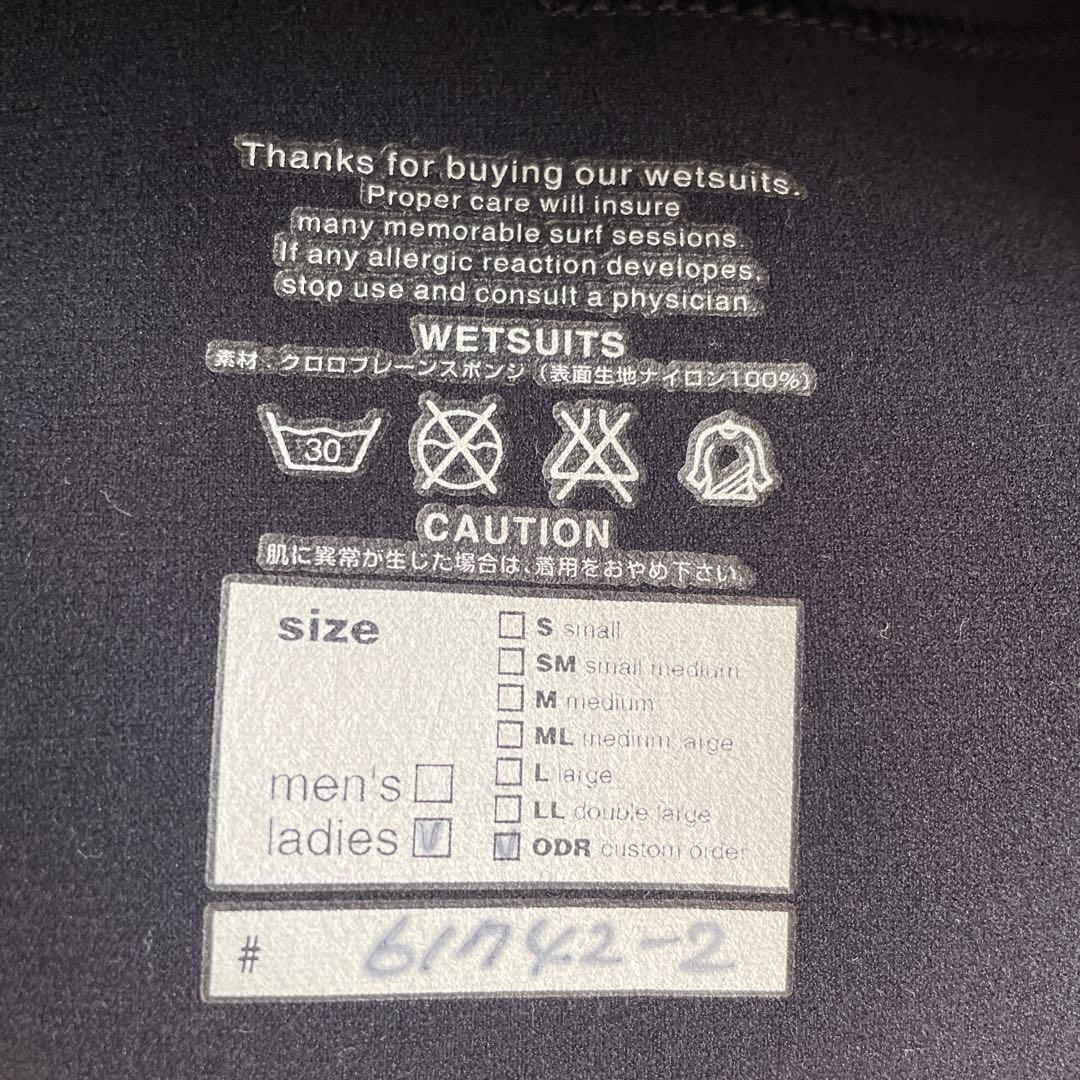 Thanks for buying our wetsuits.
Proper care will insure
many memorable surf sessions.
If any allergic reaction developes,
stop use and consult a physician.
WETSUITS
素材：クロロプレーンスポンジ（表面生地ナイロン100%）
30
CAUTION
肌に異常が生じた場合は、着用をおやめ下さい。
size
S small
SM small medium
M medium
ML medium large
L large
LL double large
ODR custom order
men's
ladies
# 61742-2